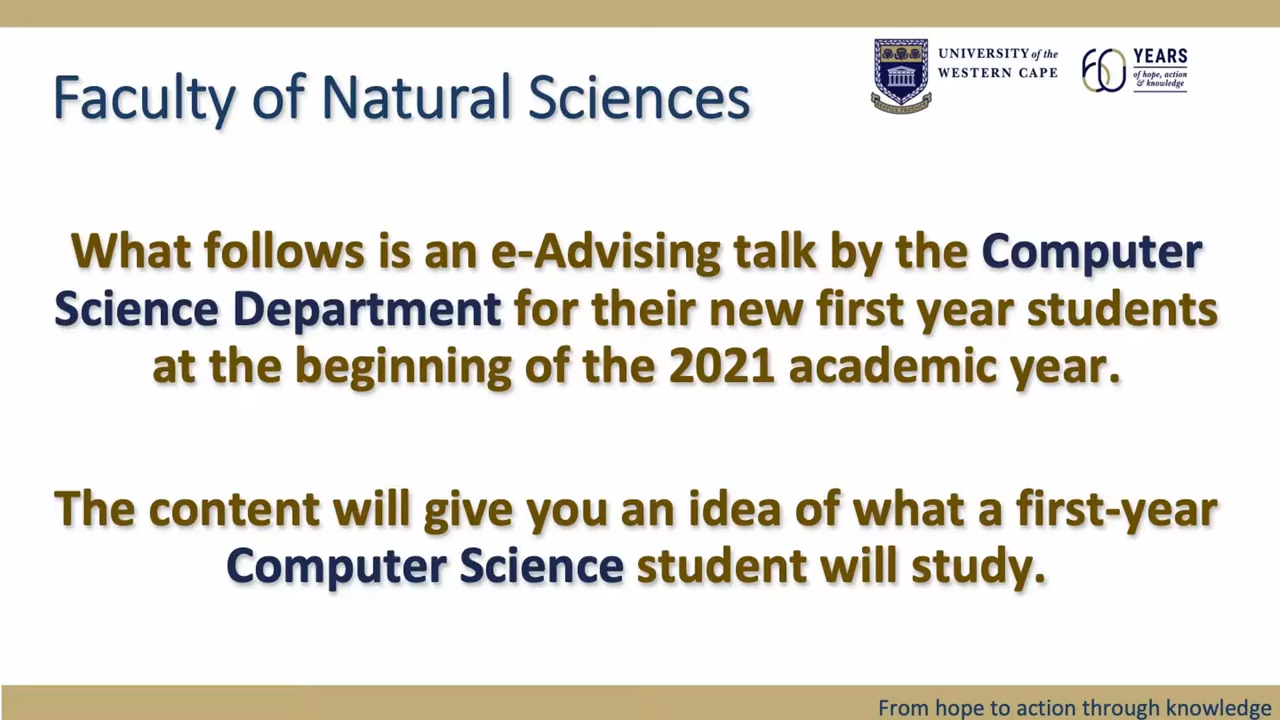 Faculty of Natural Sciences
UNIVERSITY of the
WESTERN CAPE
60 YEARS
of hope, action
& knowledge
What follows is an e-Advising talk by the Computer
Science Department for their new first year students
at the beginning of the 2021 academic year.
The content will give you an idea of what a first-year
Computer Science student will study.
From hope to action through knowledge